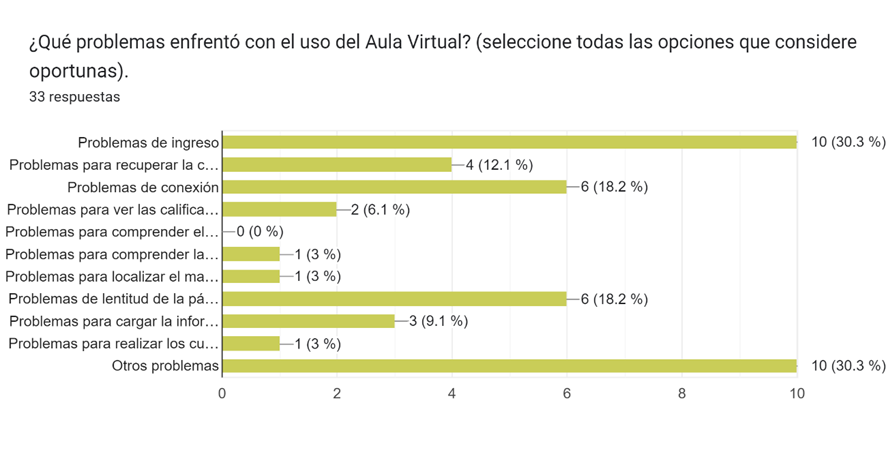 ¿Qué problemas enfrentó con el uso del Aula Virtual? (seleccione todas las opciones que considere
oportunas).
33 respuestas
Problemas de ingreso 10 (30.3 %)
Problemas para recuperar la c… 4 (12.1 %)
Problemas de conexión 6 (18.2 %)
Problemas para ver las califica… 2 (6.1 %)
Problemas para comprender el… 0 (0 %)
Problemas para comprender la… 1 (3 %)
Problemas para localizar el ma… 1 (3 %)
Problemas de lentitud de la pá… 6 (18.2 %)
Problemas para cargar la infor… 3 (9.1 %)
Problemas para realizar los cu… 1 (3 %)
Otros problemas 10 (30.3 %)
0 2 4 6 8 10